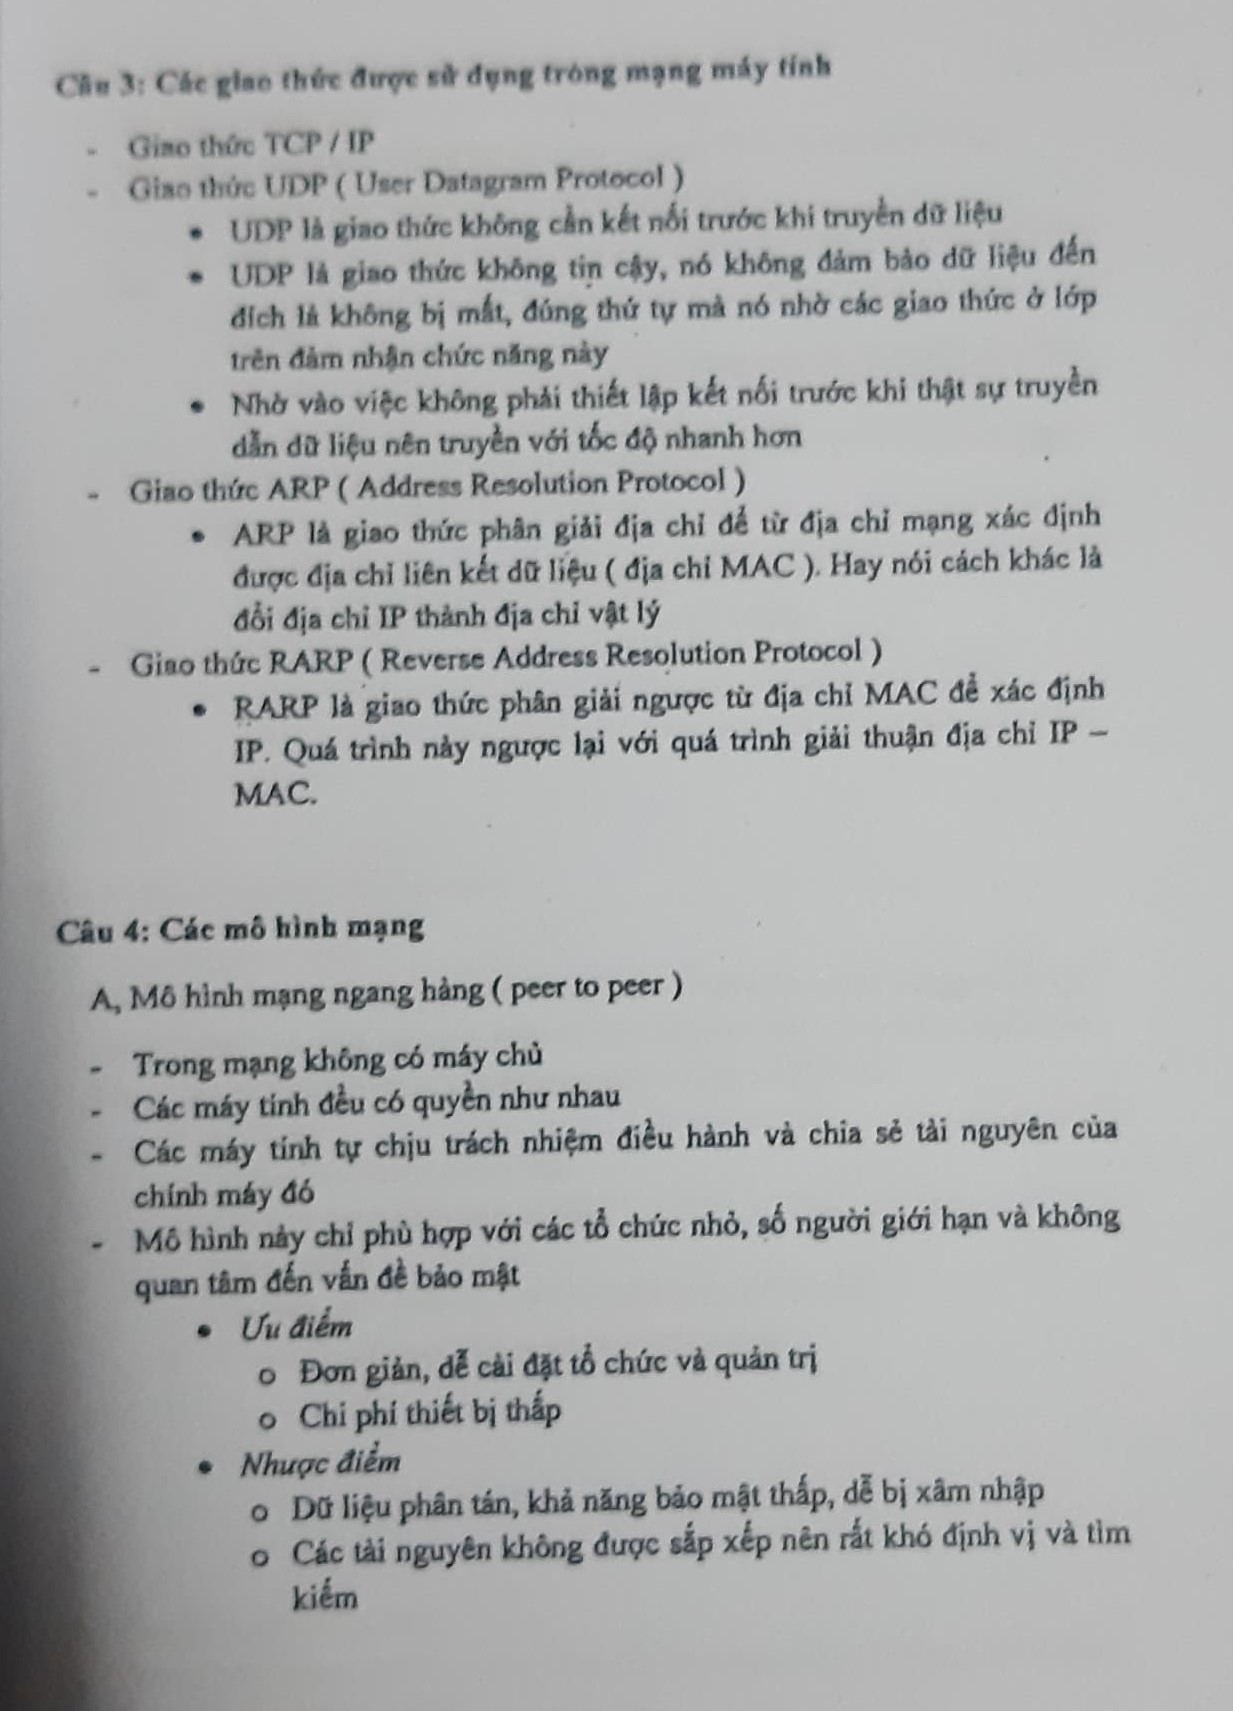 Câu 3: Các giao thức được sử dụng trong mạng máy tính
- Giao thức TCP / IP
- Giao thức UDP ( User Datagram Protocol )
• UDP là giao thức không cần kết nối trước khi truyền dữ liệu
• UDP là giao thức không tin cậy, nó không đảm bảo dữ liệu đến
đích là không bị mất, đúng thứ tự mà nó nhờ các giao thức ở lớp
trên đảm nhận chức năng này
• Nhờ vào việc không phải thiết lập kết nối trước khi thật sự truyền
dẫn dữ liệu nên truyền với tốc độ nhanh hơn
- Giao thức ARP ( Address Resolution Protocol )
• ARP là giao thức phân giải địa chỉ để từ địa chỉ mạng xác định
được địa chỉ liên kết dữ liệu ( địa chỉ MAC ). Hay nói cách khác là
đổi địa chỉ IP thành địa chỉ vật lý
- Giao thức RARP ( Reverse Address Resolution Protocol )
• RARP là giao thức phân giải ngược từ địa chỉ MAC để xác định
IP. Quá trình này ngược lại với quá trình giải thuận địa chỉ IP –
MAC.
Câu 4: Các mô hình mạng
A, Mô hình mạng ngang hàng ( peer to peer )
- Trong mạng không có máy chủ
- Các máy tính đều có quyền như nhau
- Các máy tính tự chịu trách nhiệm điều hành và chia sẻ tài nguyên của
chính máy đó
- Mô hình này chỉ phù hợp với các tổ chức nhỏ, số người giới hạn và không
quan tâm đến vấn đề bảo mật
• Ưu điểm
o Đơn giản, dễ cài đặt tổ chức và quản trị
o Chi phí thiết bị thấp
• Nhược điểm
o Dữ liệu phân tán, khả năng bảo mật thấp, dễ bị xâm nhập
o Các tài nguyên không được sắp xếp nên rất khó định vị và tìm
kiếm